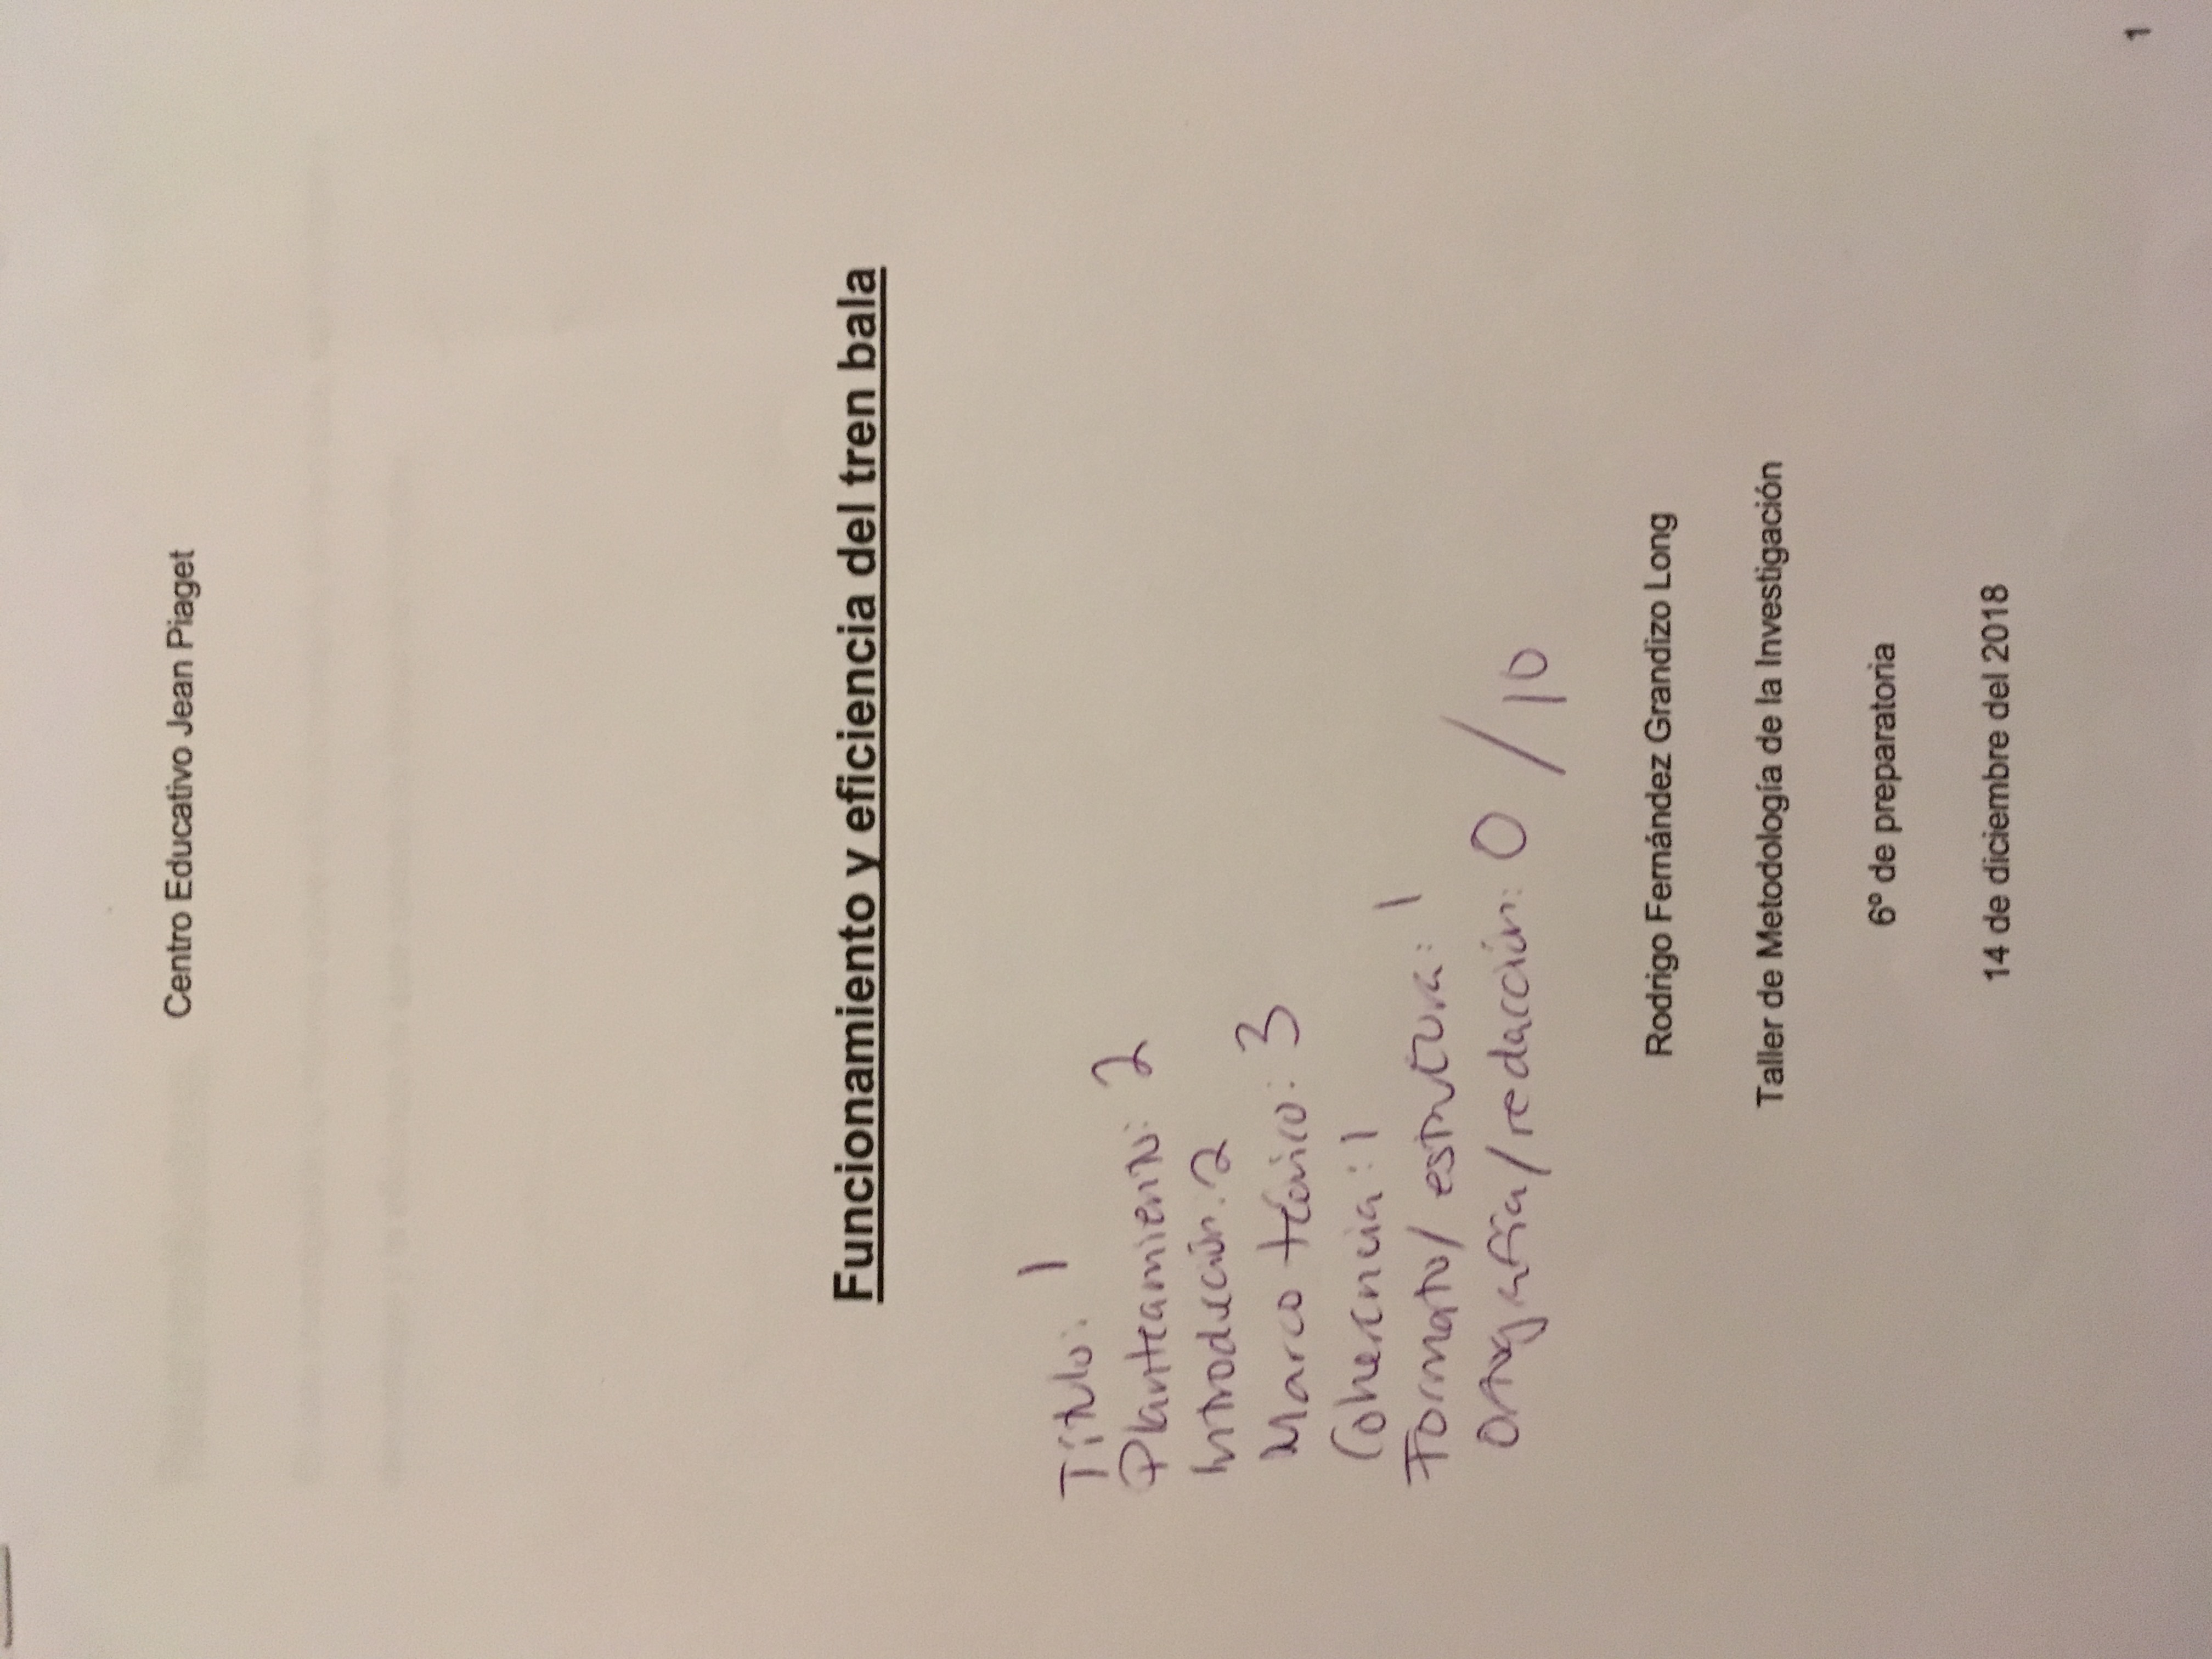 Centro Educativo Jean Piaget
Funcionamiento y eficiencia del tren bala
Título: 1
Planteamiento: 2
Introducción: 2
Marco teórico: 3
Coherencia: 1
Formato/ estructura: 1
Ortografía/redacción: 0 / 10
Rodrigo Fernández Grandizo Long
Taller de Metodología de la Investigación
6º de preparatoria
14 de diciembre del 2018
1